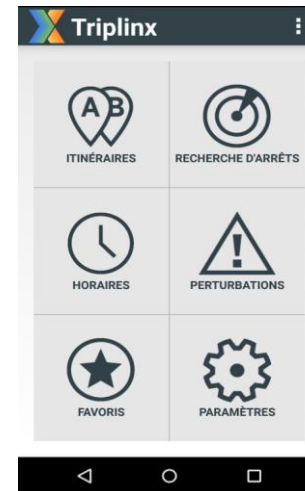 Triplinx
A B
ITINÉRAIRES
RECHERCHE D'ARRÊTS
HORAIRES
PERTURBATIONS
FAVORIS
PARAMÈTRES